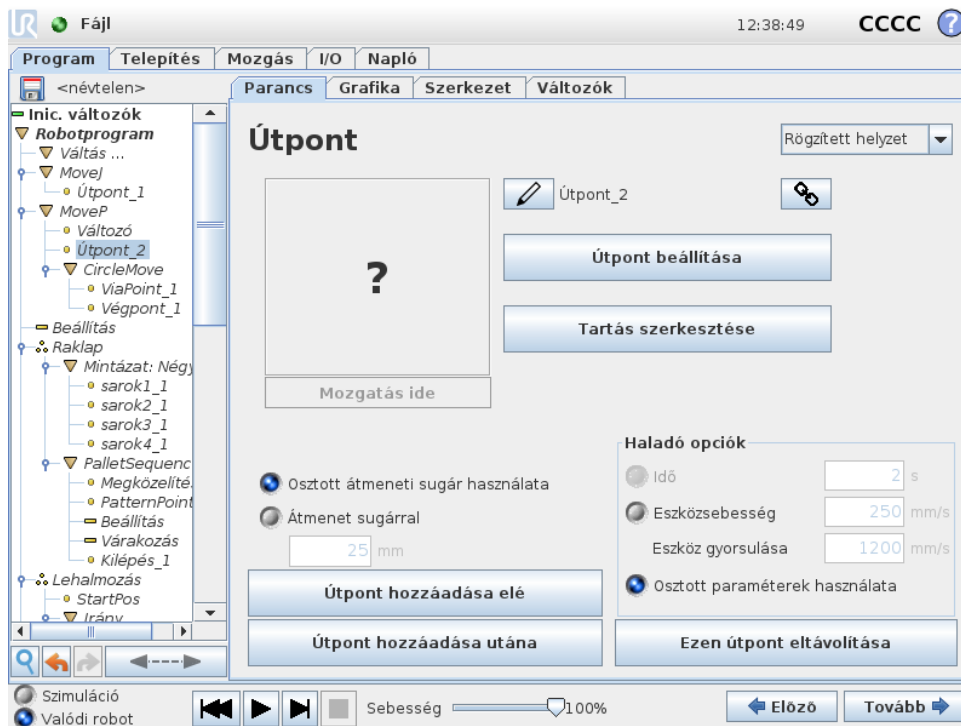 UR Fájl 12:38:49 CCCC ?
Program Telepítés Mozgás I/O Napló
<névtelen>
Parancs Grafika Szerkezet Változók
Inic. változók
Robotprogram
Váltás ...
MoveJ
Útpont_1
MoveP
Változó
Útpont_2
CircleMove
ViaPoint_1
Végpont_1
Beállítás
Raklap
Mintázat: Négy
sarok1_1
sarok2_1
sarok3_1
sarok4_1
PalletSequenc
Megközelíté
PatternPoint
Beállítás
Várakozás
Kilépés_1
Lehalmozás
StartPos
Irány
Útpont
Rögzített helyzet
?
Útpont_2
Útpont beállítása
Tartás szerkesztése
Mozgatás ide
Osztott átmeneti sugár használata
Átmenet sugárral
25 mm
Haladó opciók
Idő 2 s
Eszközsebesség 250 mm/s
Eszköz gyorsulása 1200 mm/s
Osztott paraméterek használata
Útpont hozzáadása elé
Útpont hozzáadása utána
Ezen útpont eltávolítása
Szimuláció
Valódi robot
Sebesség 100%
Előző
Tovább